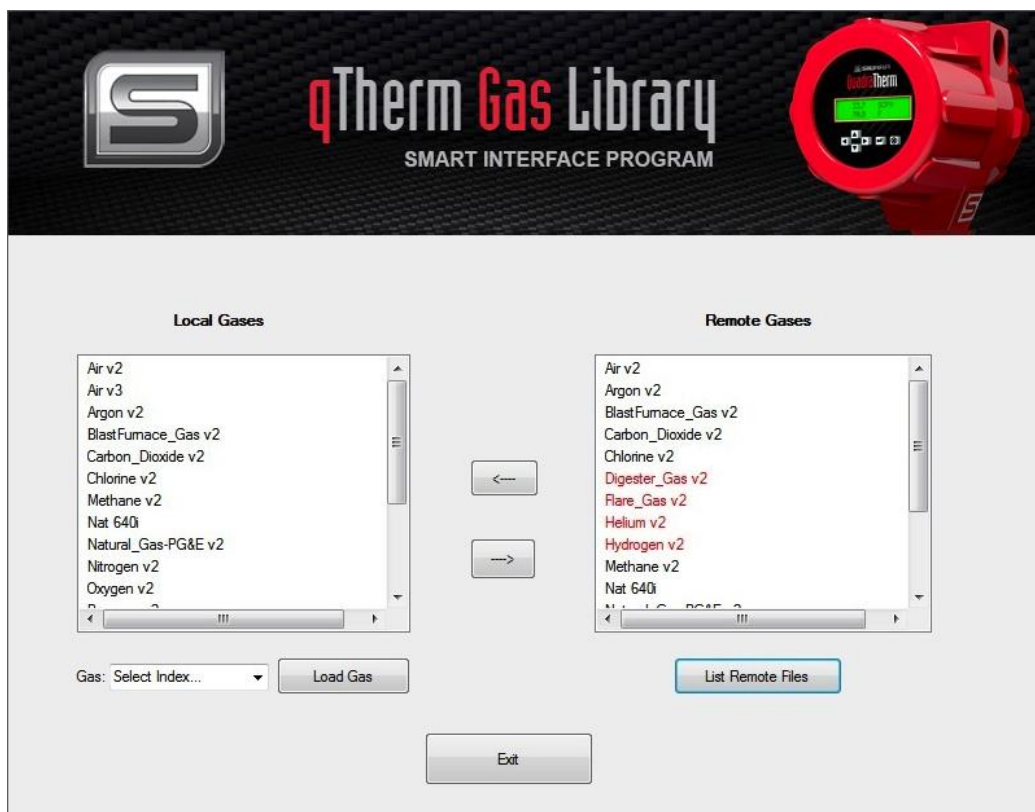 qTherm Gas Library
SMART INTERFACE PROGRAM
QuadraTherm
Local Gases
Air v2
Air v3
Argon v2
BlastFurnace_Gas v2
Carbon_Dioxide v2
Chlorine v2
Methane v2
Nat 640i
Natural_Gas-PG&E v2
Nitrogen v2
Oxygen v2
Remote Gases
Air v2
Argon v2
BlastFurnace_Gas v2
Carbon_Dioxide v2
Chlorine v2
Digester_Gas v2
Flare_Gas v2
Helium v2
Hydrogen v2
Methane v2
Nat 640i
<----
---->
Gas: Select Index...
Load Gas
List Remote Files
Exit